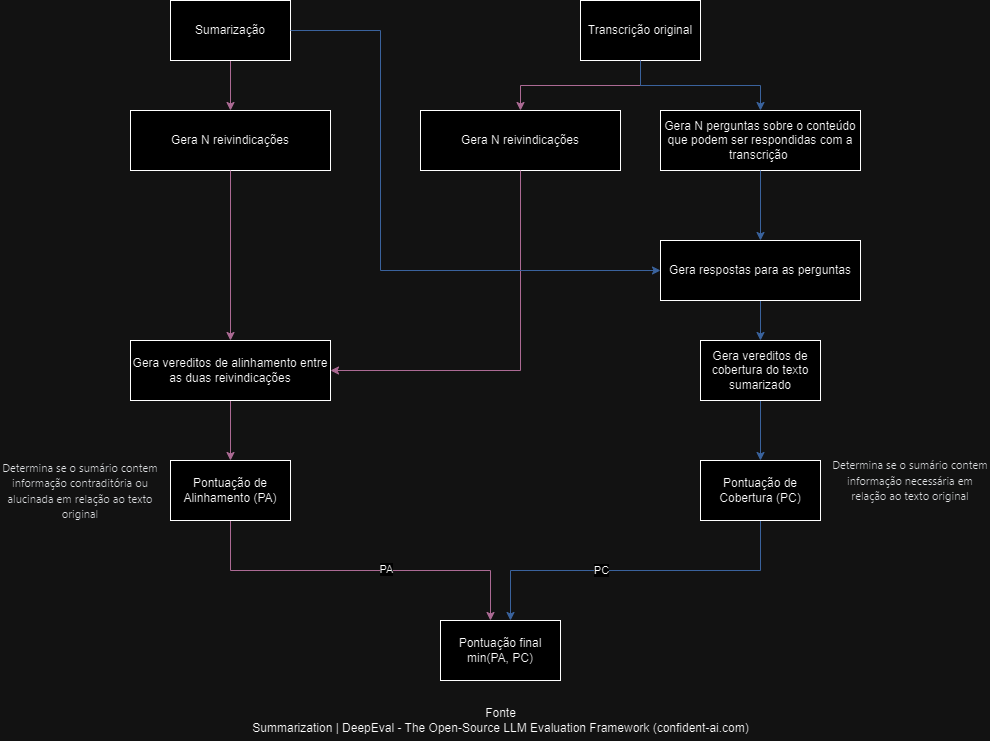 Sumarização
Transcrição original
Gera N reivindicações
Gera N reivindicações
Gera N perguntas sobre o conteúdo
que podem ser respondidas com a
transcrição
Gera respostas para as perguntas
Gera vereditos de alinhamento entre
as duas reivindicações
Gera vereditos de
cobertura do texto
sumarizado
Determina se o sumário contem
informação contraditória ou
alucinada em relação ao texto
original
Pontuação de
Alinhamento (PA)
Pontuação de
Cobertura (PC)
Determina se o sumário contem
informação necessária em
relação ao texto original
PA
PC
Pontuação final
min(PA, PC)
Fonte
Summarization | DeepEval - The Open-Source LLM Evaluation Framework (confident-ai.com)